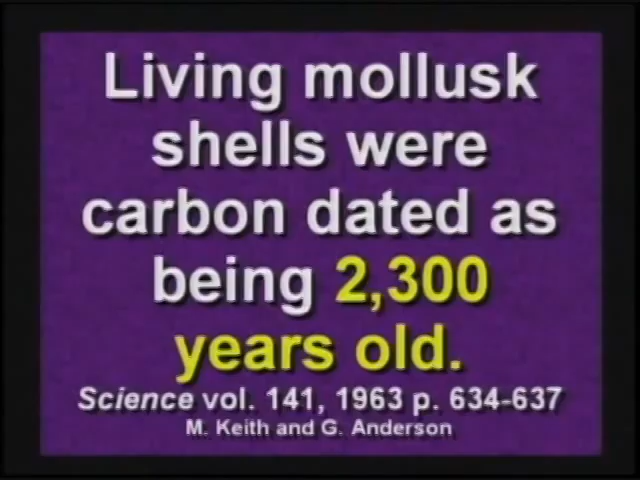 Living mollusk
shells were
carbon dated as
being 2,300
years old.
Science vol. 141, 1963 p. 634-637
M. Keith and G. Anderson